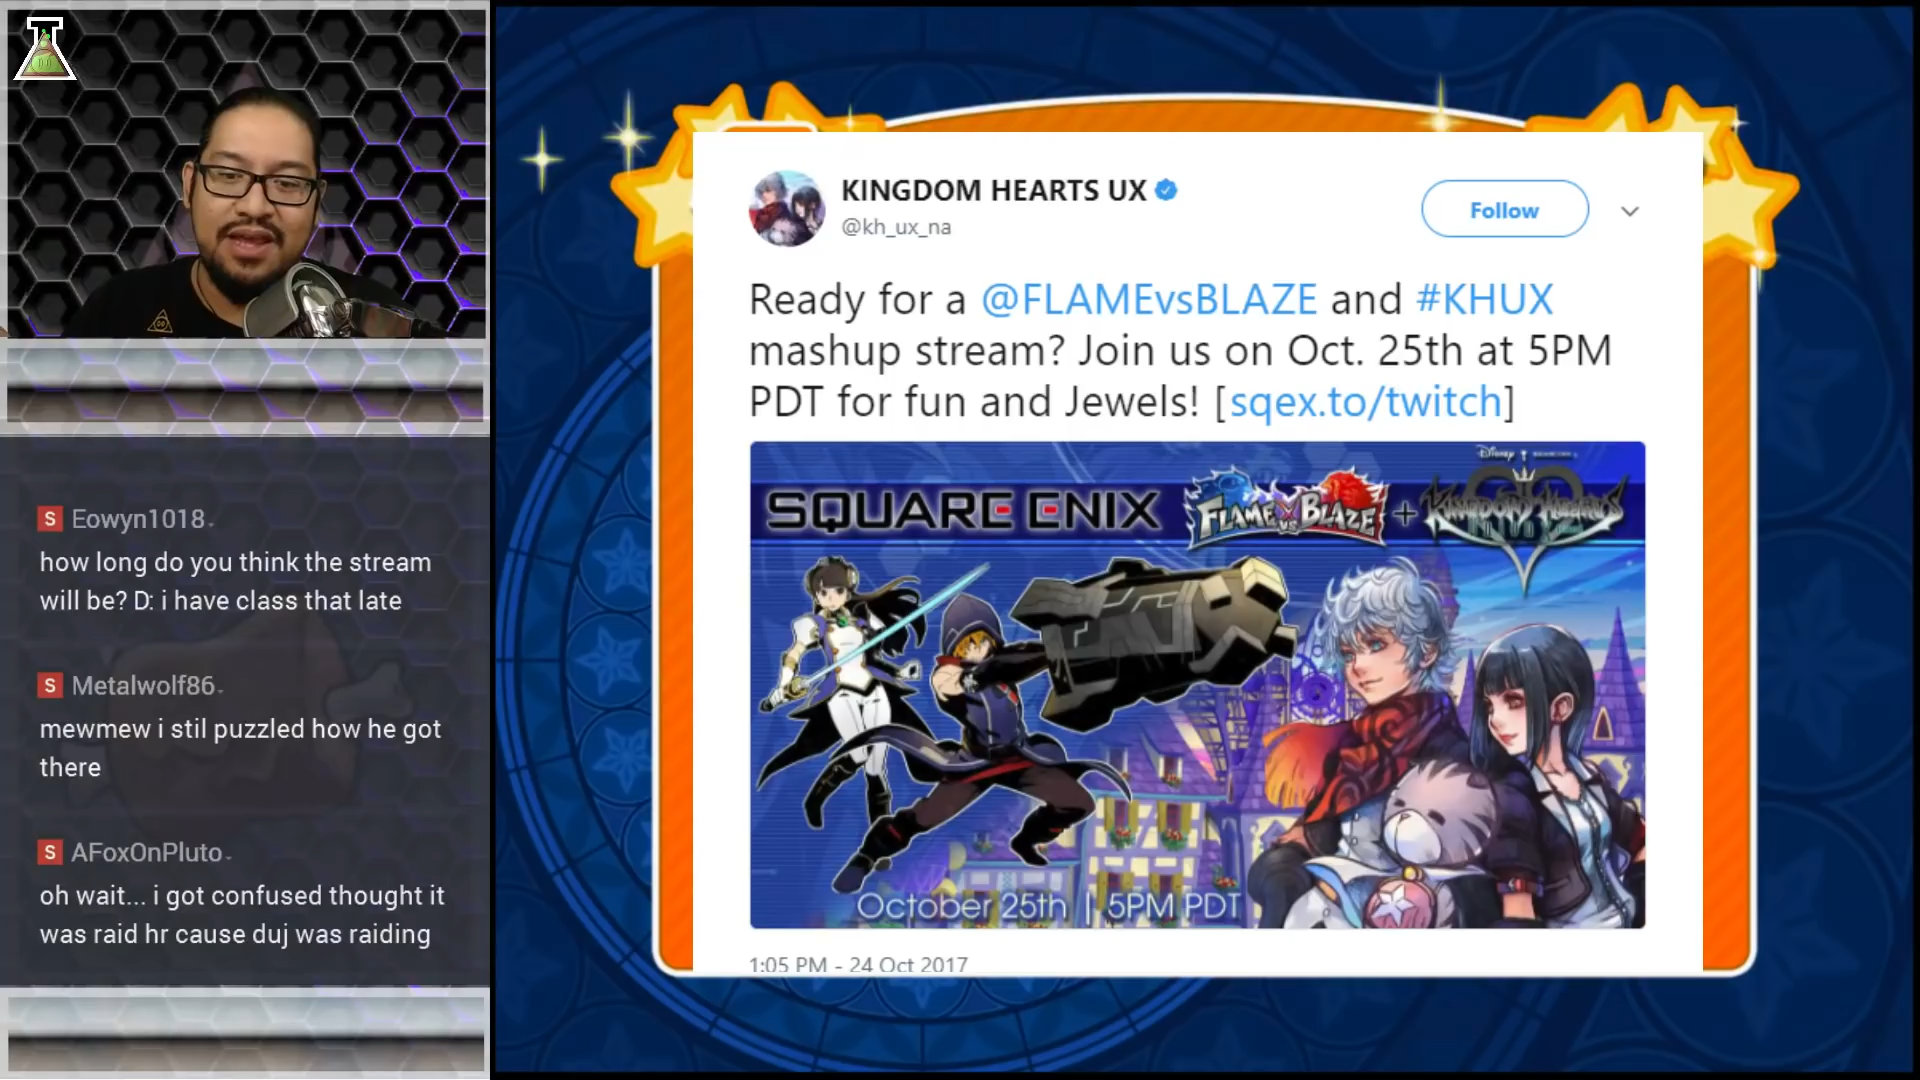 Eowyn1018
how long do you think the stream
will be? D: i have class that late
Metalwolf86
mewmew i stil puzzled how he got
there
AFoxOnPluto
oh wait... i got confused thought it
was raid hr cause duj was raiding
KINGDOM HEARTS UX
@kh_ux_na
Follow
Ready for a @FLAMEvsBLAZE and #KHUX
mashup stream? Join us on Oct. 25th at 5PM
PDT for fun and Jewels! [sqex.to/twitch]
SQUARE ENIX FLAME VS BLAZE + KINGDOM HEARTS
Disney
October 25th | 5PM PDT
1:05 PM - 24 Oct 2017